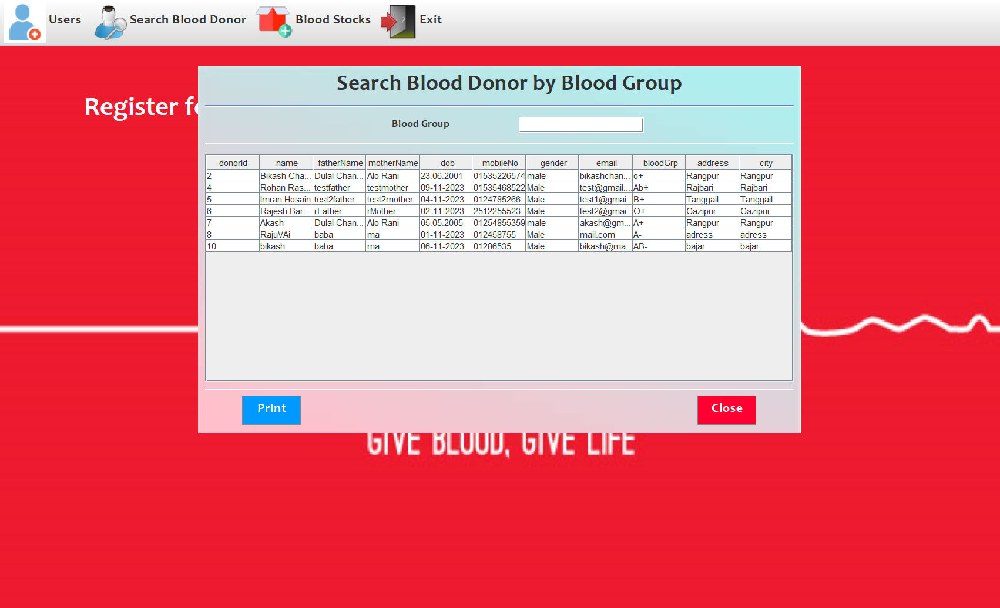 Users Search Blood Donor Blood Stocks Exit
Register fo
Search Blood Donor by Blood Group
Blood Group
donorId name fatherName motherName dob mobileNo gender email bloodGrp address city
2 Bikash Cha... Dulal Chan... Alo Rani 23.06.2001 01535226574 male bikashchan... o+ Rangpur Rangpur
4 Rohan Ras... testfather testmother 09-11-2023 01535468522 Male test@gmail.... Ab+ Rajbari Rajbari
5 Imran Hosain test2father test2mother 04-11-2023 0124785266... Male test1@gmai... B+ Tanggail Tanggail
6 Rajesh Bar... rFather rMother 02-11-2023 2512255523... Male test2@gmai... O+ Gazipur Gazipur
7 Akash Dulal Chan... Alo Rani 05.05.2005 01254855359 male akash@gm... A+ Rangpur Rangpur
8 RajuVAi baba ma 01-11-2023 012458755 Male mail.com A- adress adress
10 bikash baba ma 06-11-2023 01286535 Male bikash@ma... AB- bajar bajar
Print Close
GIVE BLOOD, GIVE LIFE